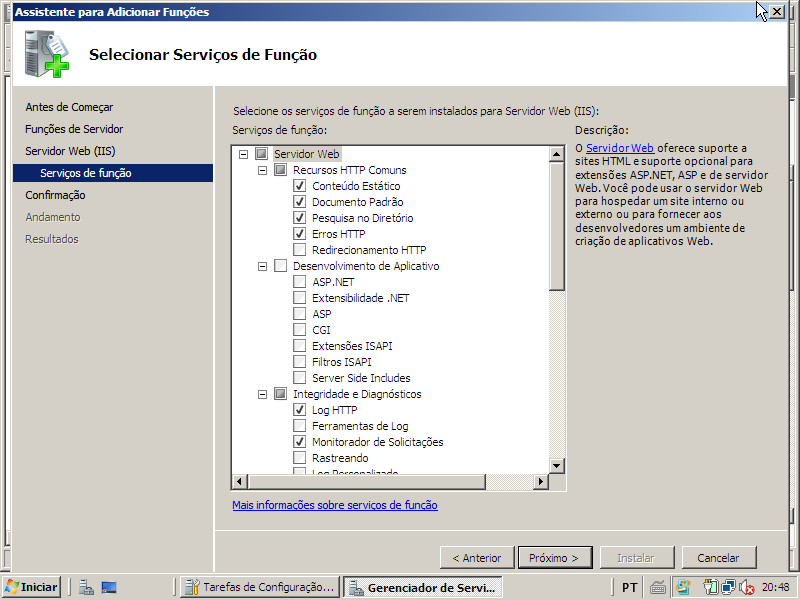 Assistente para Adicionar Funções
Selecionar Serviços de Função
Antes de Começar
Funções de Servidor
Servidor Web (IIS)
Serviços de função
Confirmação
Andamento
Resultados
Selecione os serviços de função a serem instalados para Servidor Web (IIS):
Serviços de função:
Servidor Web
Recursos HTTP Comuns
Conteúdo Estático
Documento Padrão
Pesquisa no Diretório
Erros HTTP
Redirecionamento HTTP
Desenvolvimento de Aplicativo
ASP.NET
Extensibilidade .NET
ASP
CGI
Extensões ISAPI
Filtros ISAPI
Server Side Includes
Integridade e Diagnósticos
Log HTTP
Ferramentas de Log
Monitorador de Solicitações
Rastreando
Log Personalizado
Mais informações sobre serviços de função
Descrição:
O Servidor Web oferece suporte a
sites HTML e suporte opcional para
extensões ASP.NET, ASP e de servidor
Web. Você pode usar o servidor Web
para hospedar um site interno ou
externo ou para fornecer aos
desenvolvedores um ambiente de
criação de aplicativos Web.
< Anterior
Próximo >
Instalar
Cancelar
Iniciar
Tarefas de Configuração...
Gerenciador de Servi...
PT
20:48